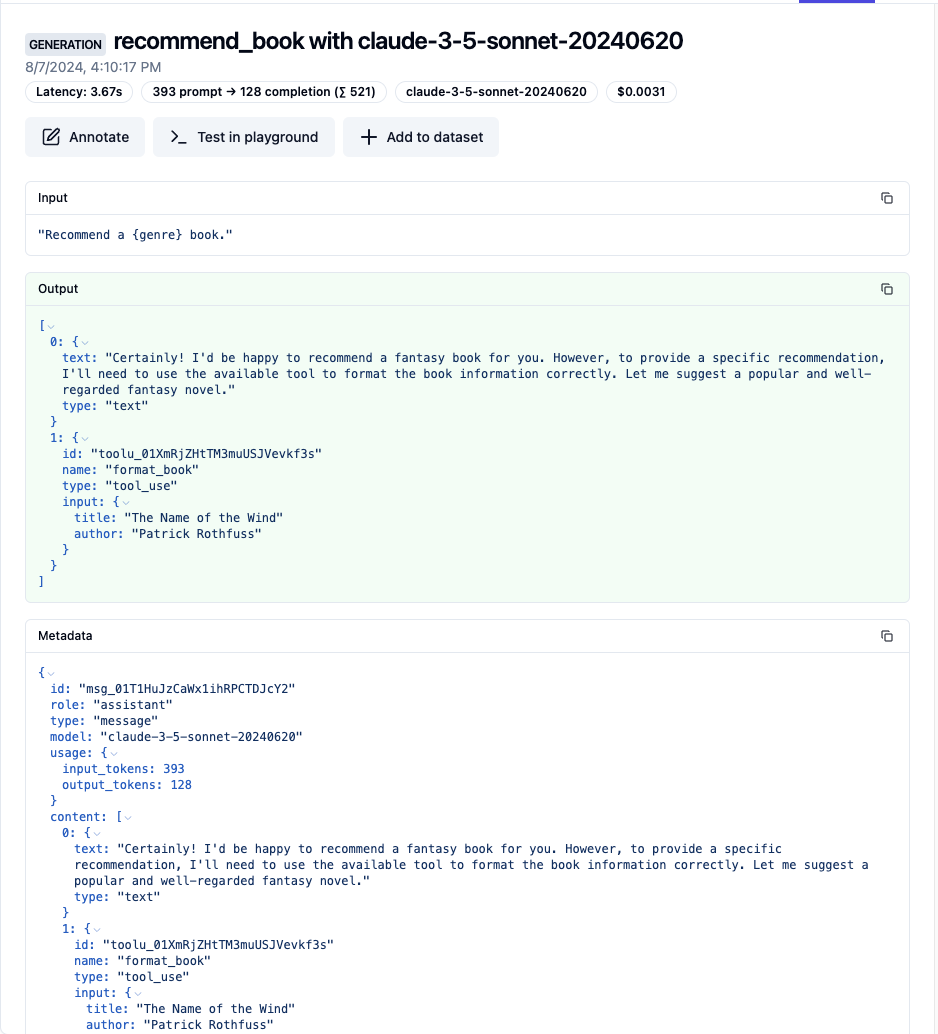 GENERATION recommend_book with claude-3-5-sonnet-20240620
8/7/2024, 4:10:17 PM
Latency: 3.67s 393 prompt → 128 completion (∑ 521) claude-3-5-sonnet-20240620 $0.0031
Annotate >_ Test in playground + Add to dataset
Input
"Recommend a {genre} book."
Output
[
0: {
text: "Certainly! I'd be happy to recommend a fantasy book for you. However, to provide a specific recommendation,
I'll need to use the available tool to format the book information correctly. Let me suggest a popular and well-
regarded fantasy novel."
type: "text"
}
1: {
id: "toolu_01XmRjZHtTM3muUSJVevkf3s"
name: "format_book"
type: "tool_use"
input: {
title: "The Name of the Wind"
author: "Patrick Rothfuss"
}
}
]
Metadata
{
id: "msg_01T1HuJzCaWx1ihRPCTDJcY2"
role: "assistant"
type: "message"
model: "claude-3-5-sonnet-20240620"
usage: {
input_tokens: 393
output_tokens: 128
}
content: [
0: {
text: "Certainly! I'd be happy to recommend a fantasy book for you. However, to provide a specific
recommendation, I'll need to use the available tool to format the book information correctly. Let me suggest a
popular and well-regarded fantasy novel."
type: "text"
}
1: {
id: "toolu_01XmRjZHtTM3muUSJVevkf3s"
name: "format_book"
type: "tool_use"
input: {
title: "The Name of the Wind"
author: "Patrick Rothfuss"